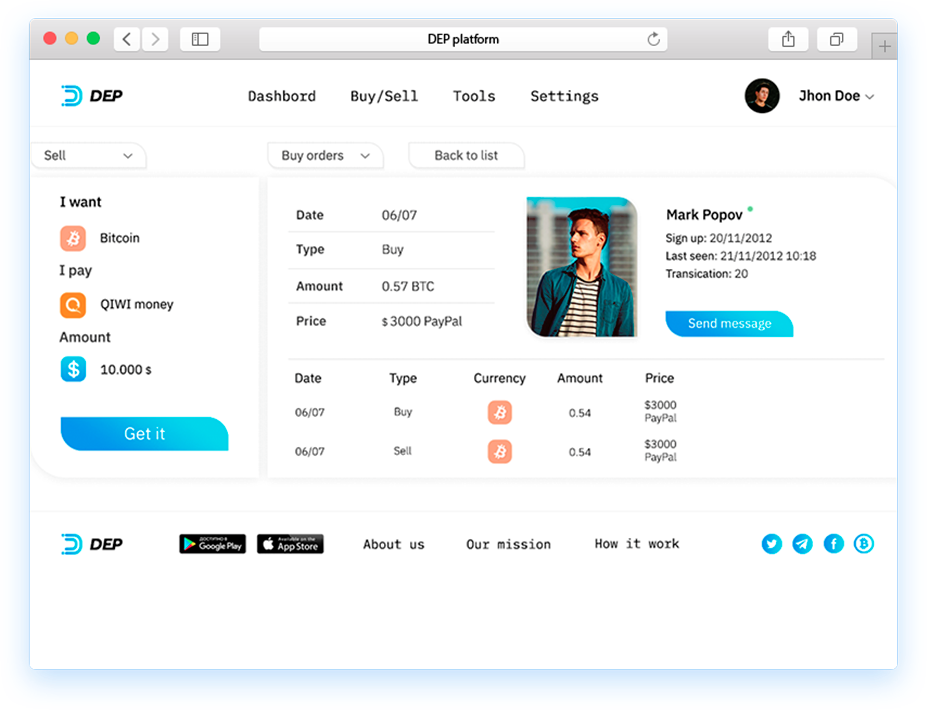 DEP platform
DEP
Dashbord Buy/Sell Tools Settings
Jhon Doe
Sell
Buy orders
Back to list
I want
Bitcoin
I pay
QIWI money
Amount
$ 10.000 $
Get it
Date 06/07
Type Buy
Amount 0.57 BTC
Price $ 3000 PayPal
Mark Popov
Sign up: 20/11/2012
Last seen: 21/11/2012 10:18
Transication: 20
Send message
Date Type Currency Amount Price
06/07 Buy 0.54 $3000
PayPal
06/07 Sell 0.54 $3000
PayPal
DEP
ДОСТУПНО В
Google Play
Available on the
App Store
About us Our mission How it work